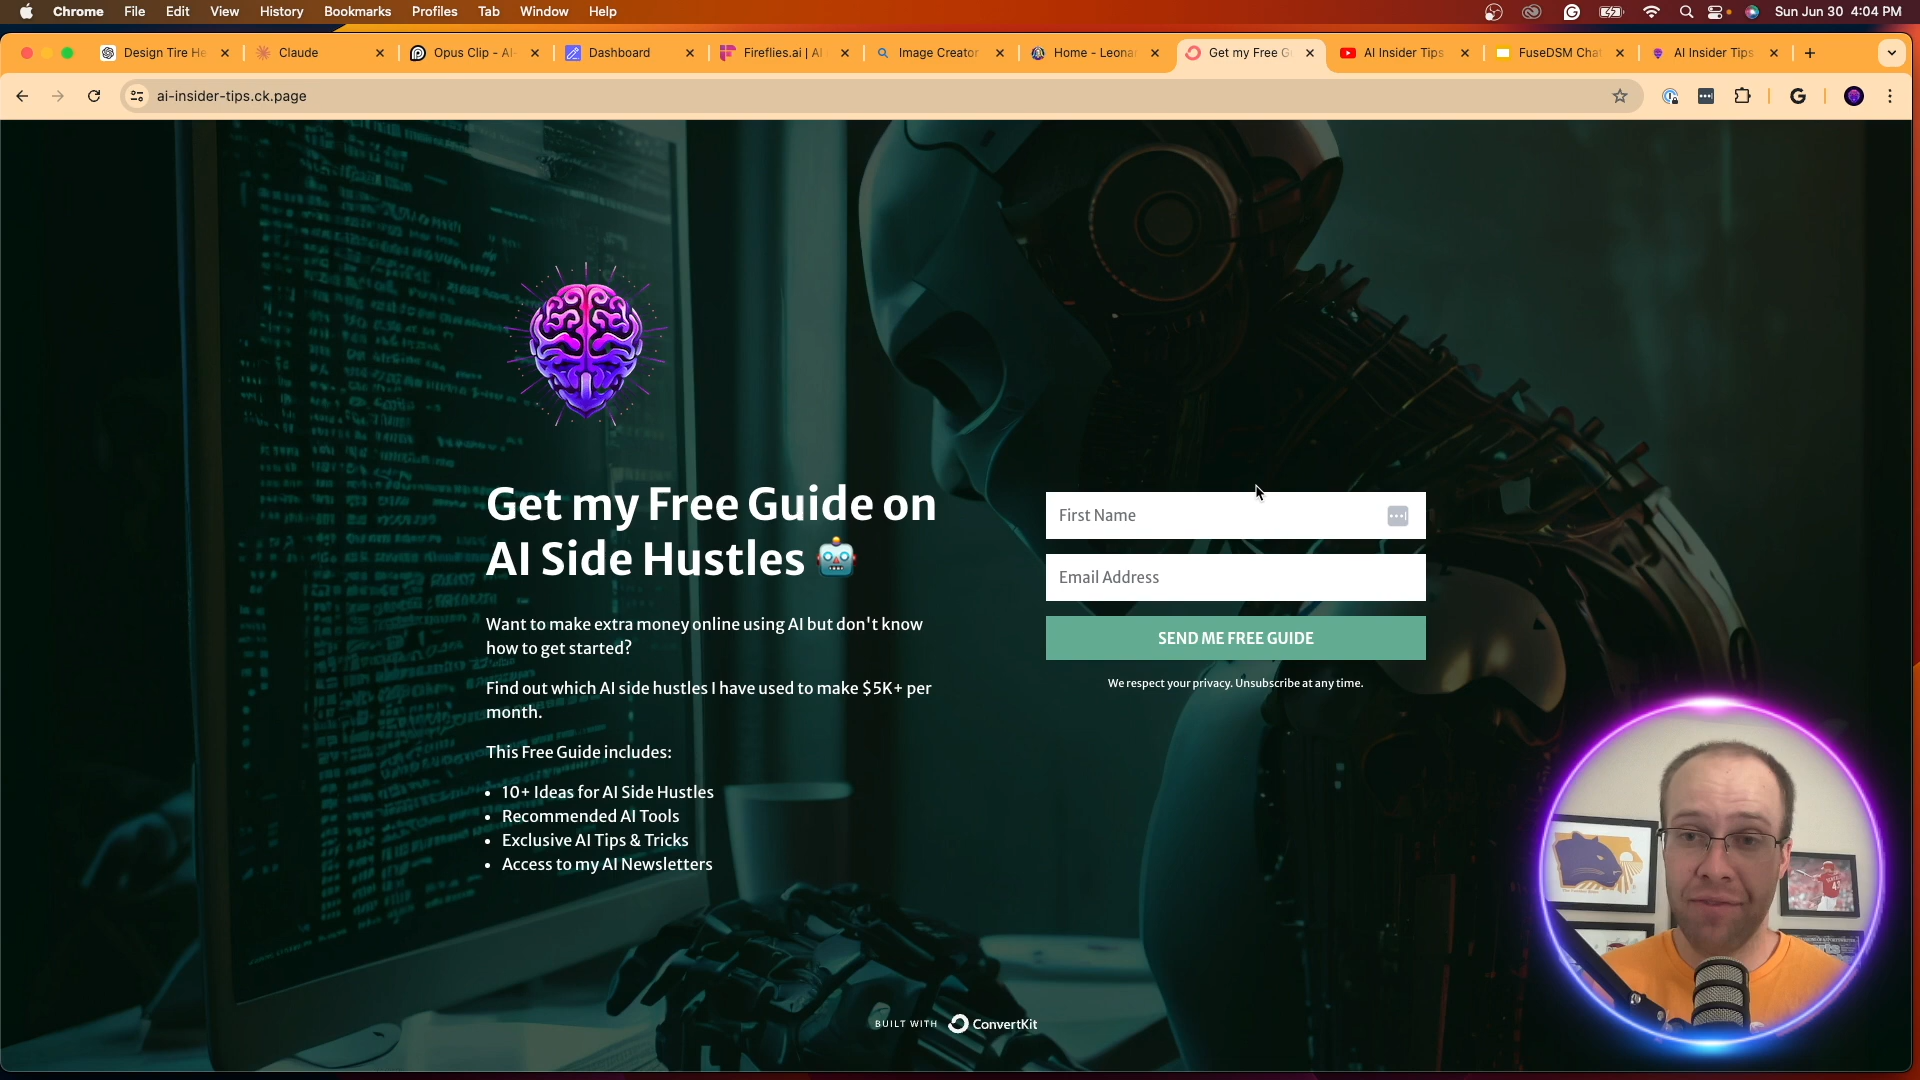 Chrome File Edit View History Bookmarks Profiles Tab Window Help Sun Jun 30 4:04 PM
Design Tire He Claude Opus Clip - AI- Dashboard Fireflies.ai | AI Image Creator Home - Leonar Get my Free G AI Insider Tips FuseDSM Chat AI Insider Tips
ai-insider-tips.ck.page
Get my Free Guide on
AI Side Hustles 🤖
Want to make extra money online using AI but don't know
how to get started?
Find out which AI side hustles I have used to make $5K+ per
month.
This Free Guide includes:
• 10+ Ideas for AI Side Hustles
• Recommended AI Tools
• Exclusive AI Tips & Tricks
• Access to my AI Newsletters
First Name
Email Address
SEND ME FREE GUIDE
We respect your privacy. Unsubscribe at any time.
BUILT WITH ConvertKit